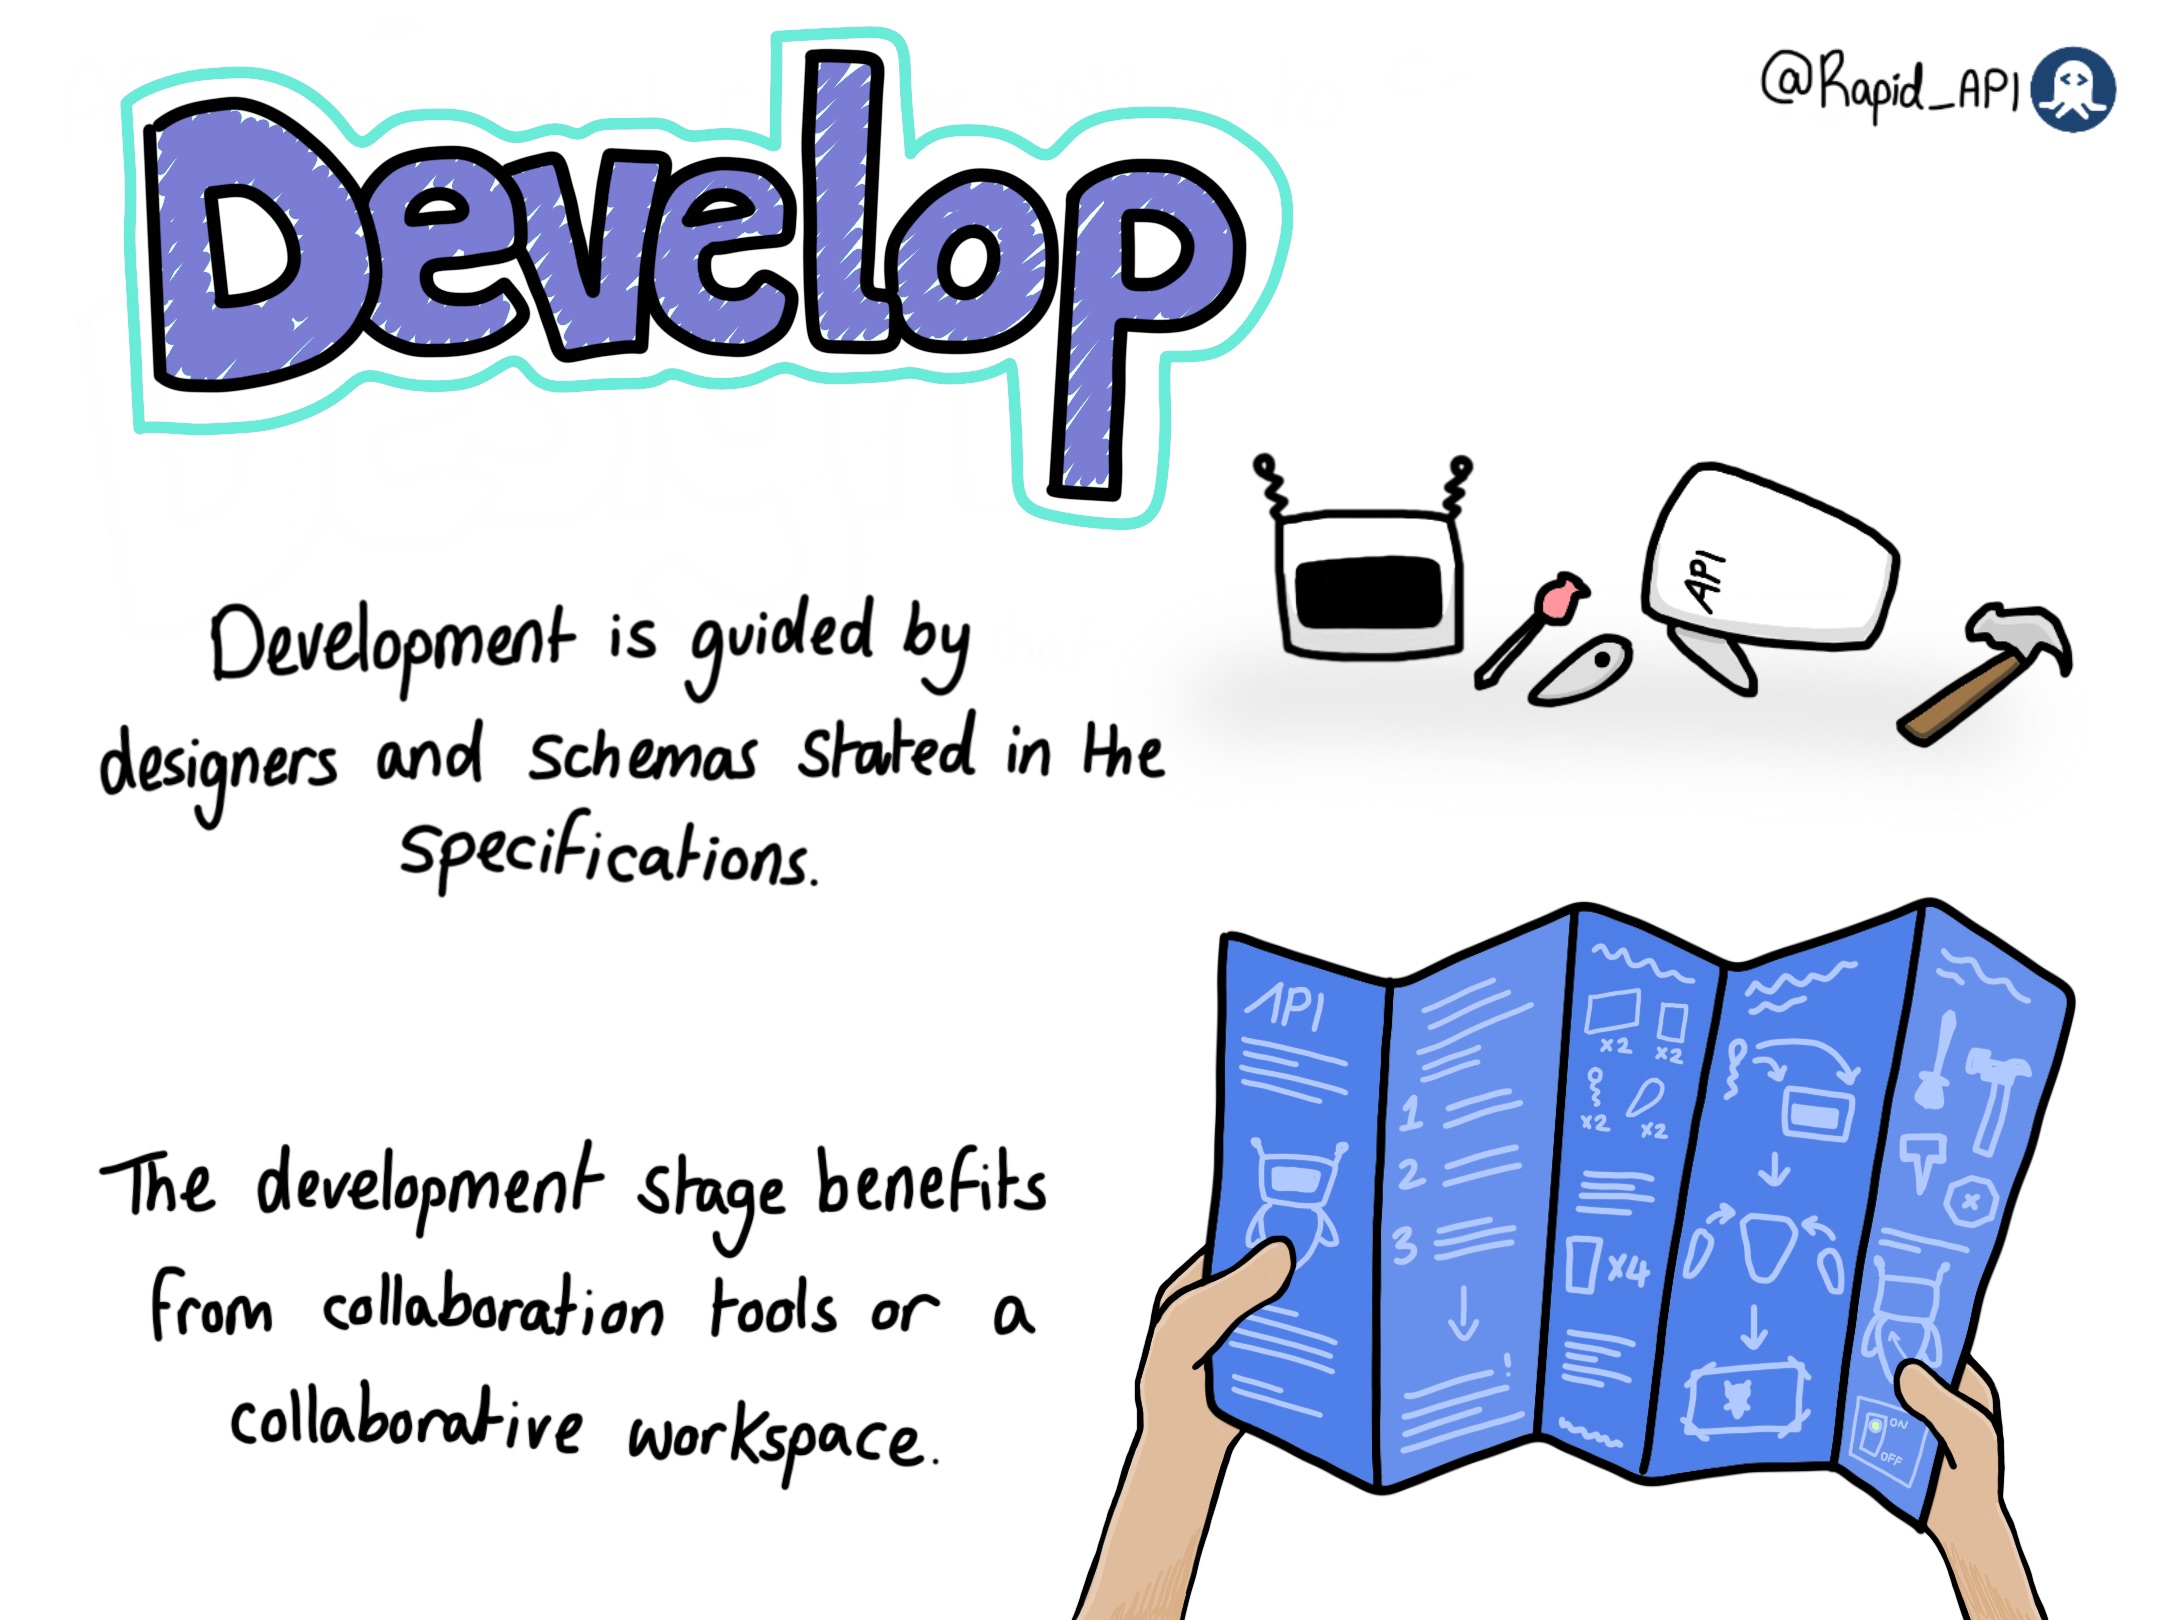 Develop
@Rapid_API
API
Development is guided by
designers and schemas stated in the
specifications.
The development stage benefits
from collaboration tools or a
collaborative workspace.
API
1
2
3
!
x2 x2
x2 x2
x4
ON
OFF